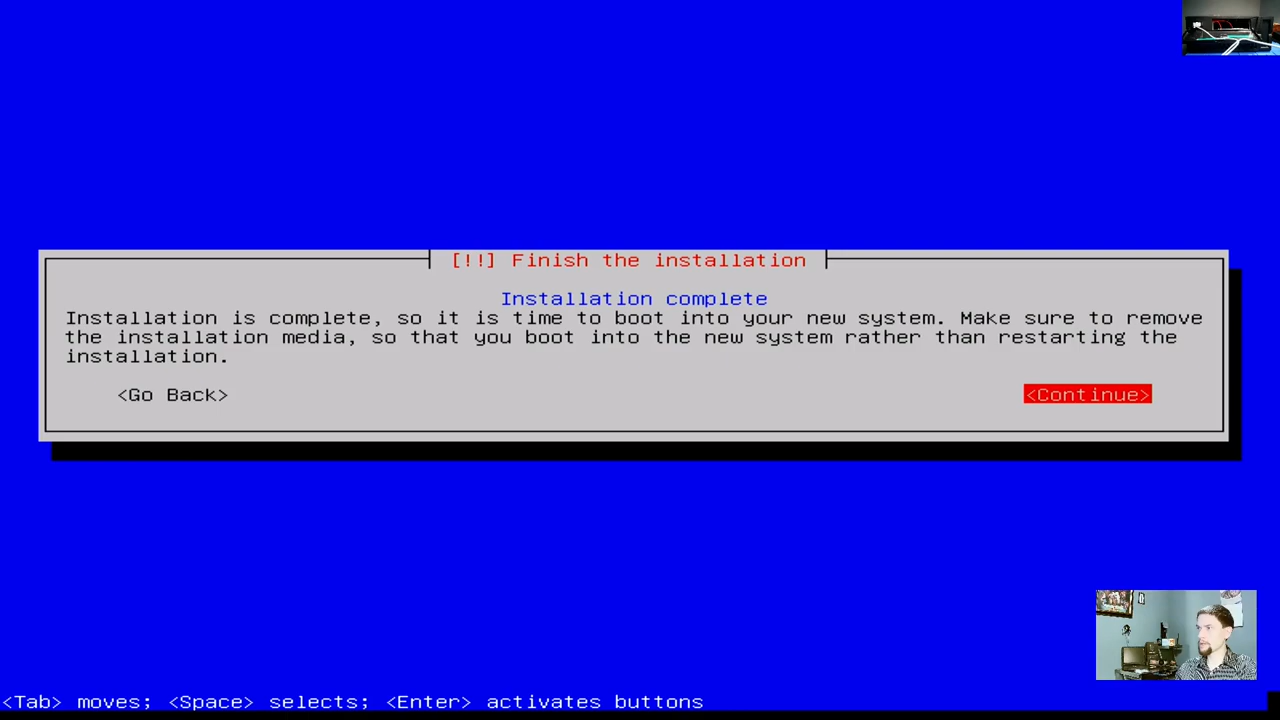 [!!] Finish the installation
Installation complete
Installation is complete, so it is time to boot into your new system. Make sure to remove
the installation media, so that you boot into the new system rather than restarting the
installation.
<Go Back> <Continue>
<Tab> moves; <Space> selects; <Enter> activates buttons